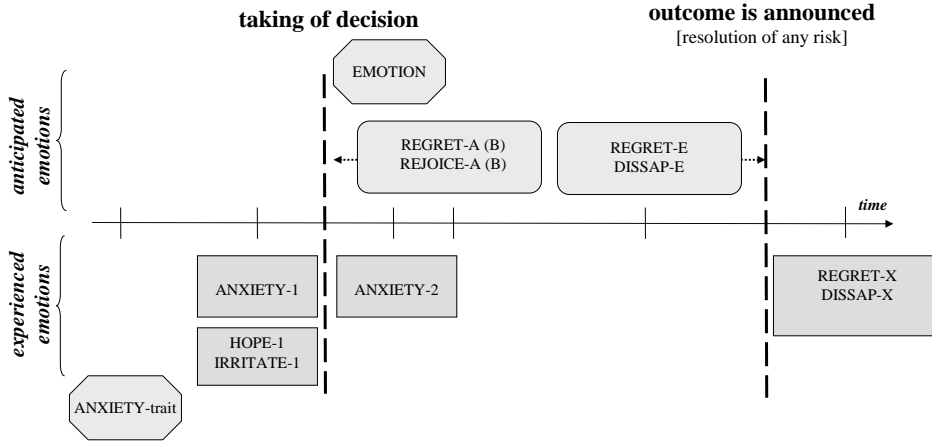 taking of decision
outcome is announced
[resolution of any risk]
EMOTION
anticipated
emotions
REGRET-A (B)
REJOICE-A (B)
REGRET-E
DISSAP-E
time
experienced
emotions
ANXIETY-1
ANXIETY-2
REGRET-X
DISSAP-X
HOPE-1
IRRITATE-1
ANXIETY-trait